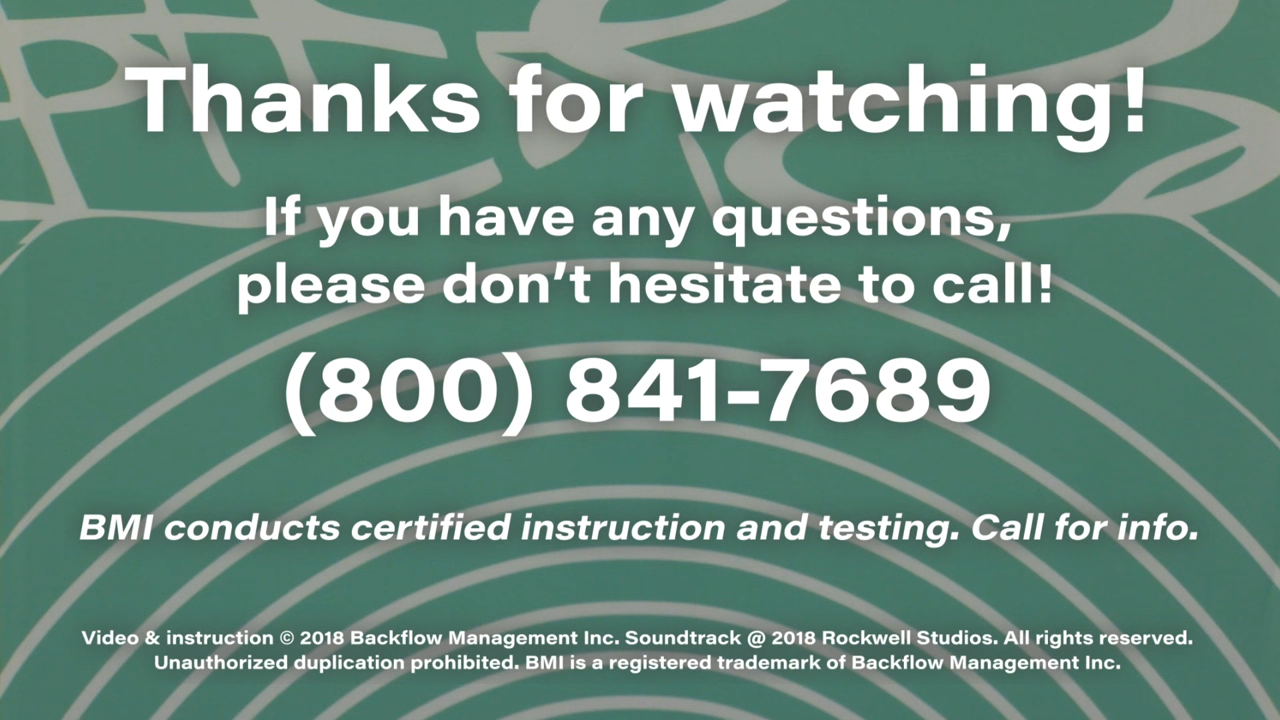 Thanks for watching!
If you have any questions,
please don’t hesitate to call!
(800) 841-7689
BMI conducts certified instruction and testing. Call for info.
Video & instruction © 2018 Backflow Management Inc. Soundtrack @ 2018 Rockwell Studios. All rights reserved.
Unauthorized duplication prohibited. BMI is a registered trademark of Backflow Management Inc.